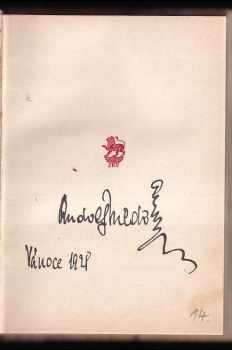 Rudolf Medek
Vánoce 1928
14.